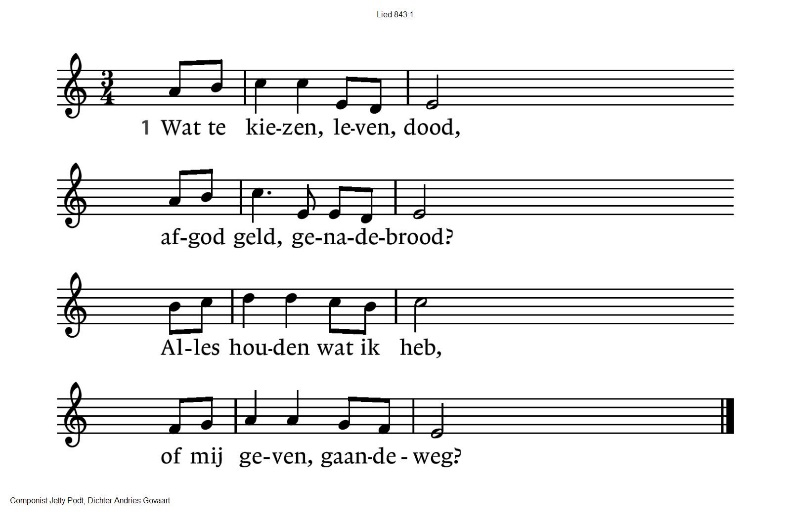 Lied 843:1
3
4
1 Wat te kie-zen, le-ven, dood,
af-god geld, ge-na-de-brood?
Al-les hou-den wat ik heb,
of mij ge-ven, gaan-de-weg?
Componist Jetty Podt, Dichter Andries Govaart